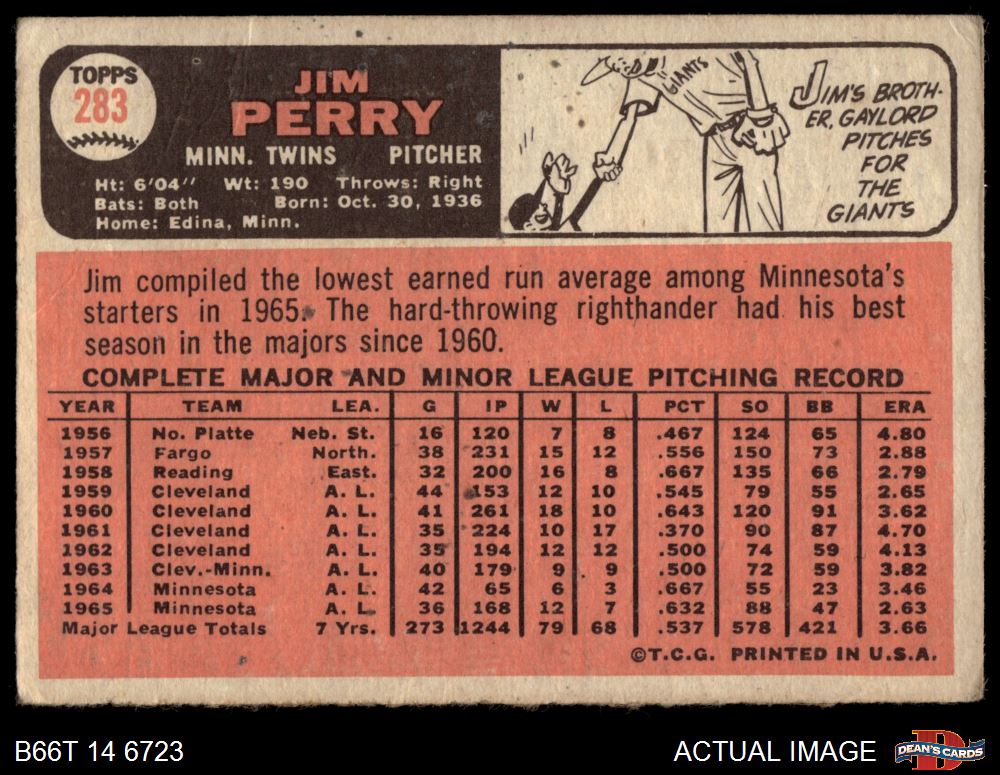 TOPPS
283
JIM
PERRY
MINN. TWINS PITCHER
Ht: 6'04" Wt: 190 Throws: Right
Bats: Both Born: Oct. 30, 1936
Home: Edina, Minn.
GIANTS
JIM'S BROTH-
ER, GAYLORD
PITCHES
FOR
THE
GIANTS
Jim compiled the lowest earned run average among Minnesota's
starters in 1965. The hard-throwing righthander had his best
season in the majors since 1960.
COMPLETE MAJOR AND MINOR LEAGUE PITCHING RECORD
YEAR TEAM LEA. G IP W L PCT SO BB ERA
1956 No. Platte Neb. St. 16 120 7 8 .467 124 65 4.80
1957 Fargo North. 38 231 15 12 .556 150 73 2.88
1958 Reading East. 32 200 16 8 .667 135 66 2.79
1959 Cleveland A. L. 44 153 12 10 .545 79 55 2.65
1960 Cleveland A. L. 41 261 18 10 .643 120 91 3.62
1961 Cleveland A. L. 35 224 10 17 .370 90 87 4.70
1962 Cleveland A. L. 35 194 12 12 .500 74 59 4.13
1963 Clev.-Minn. A. L. 40 179 9 9 .500 72 59 3.82
1964 Minnesota A. L. 42 65 6 3 .667 55 23 3.46
1965 Minnesota A. L. 36 168 12 7 .632 88 47 2.63
Major League Totals 7 Yrs. 273 1244 79 68 .537 578 421 3.66
©T.C.G. PRINTED IN U.S.A.
B66T 14 6723
ACTUAL IMAGE
DEAN'S CARDS